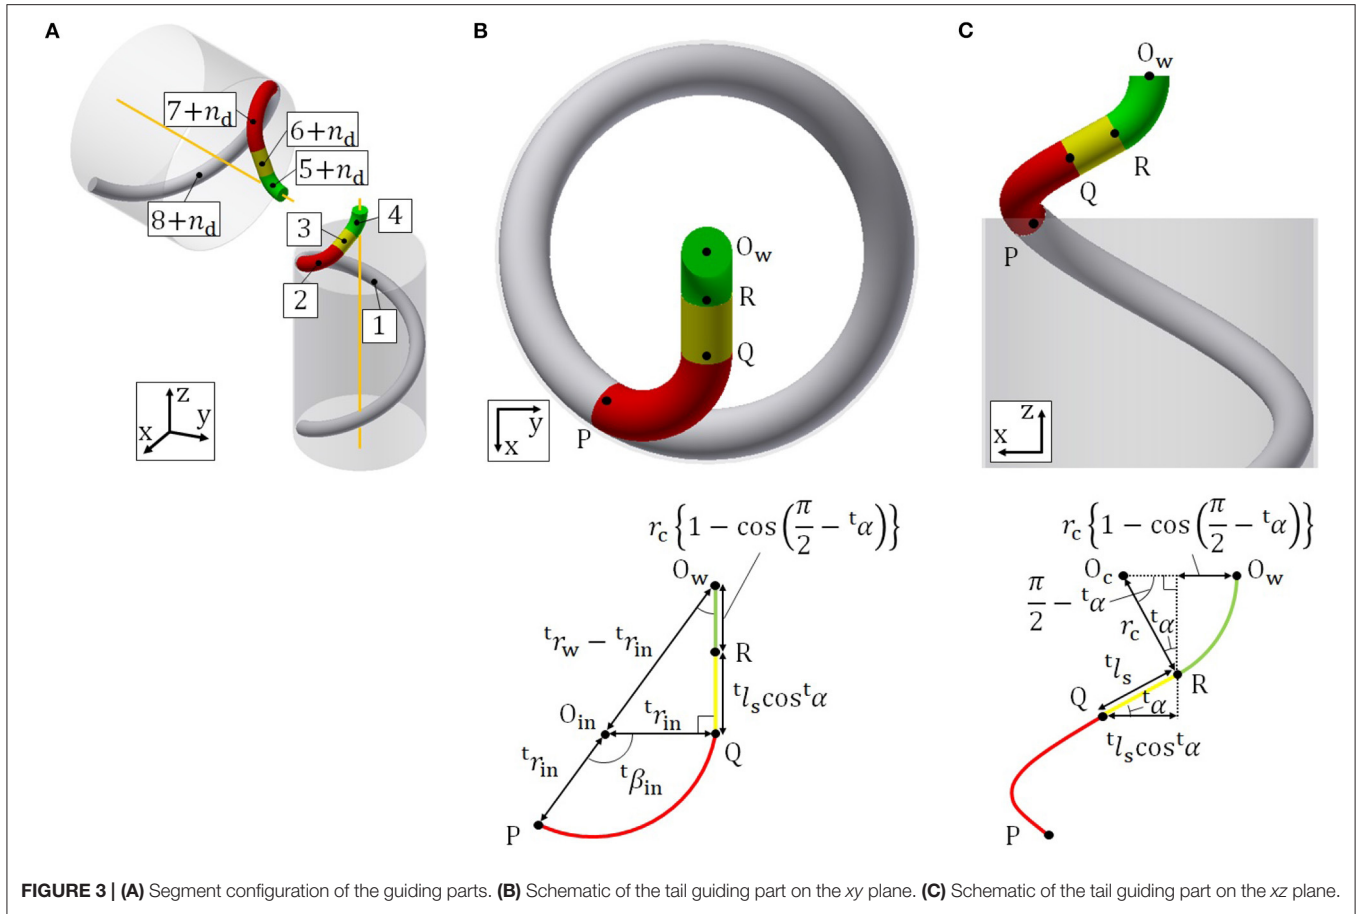 A
7+n_d
6+n_d
5+n_d
8+n_d
3
4
2
1
z
y
x
B
O_w
R
Q
P
y
x
r_c{1 − cos(π/2 − ᵗα)}
O_w
ᵗr_w − ᵗr_in
R
ᵗl_s cos ᵗα
O_in
ᵗr_in
Q
ᵗr_in
ᵗβ_in
P
C
O_w
R
Q
P
z
x
r_c{1 − cos(π/2 − ᵗα)}
O_c
O_w
π/2 − ᵗα
r_c
ᵗα
ᵗl_s
R
Q
ᵗα
ᵗl_s cos ᵗα
P
FIGURE 3 | (A) Segment configuration of the guiding parts. (B) Schematic of the tail guiding part on the xy plane. (C) Schematic of the tail guiding part on the xz plane.